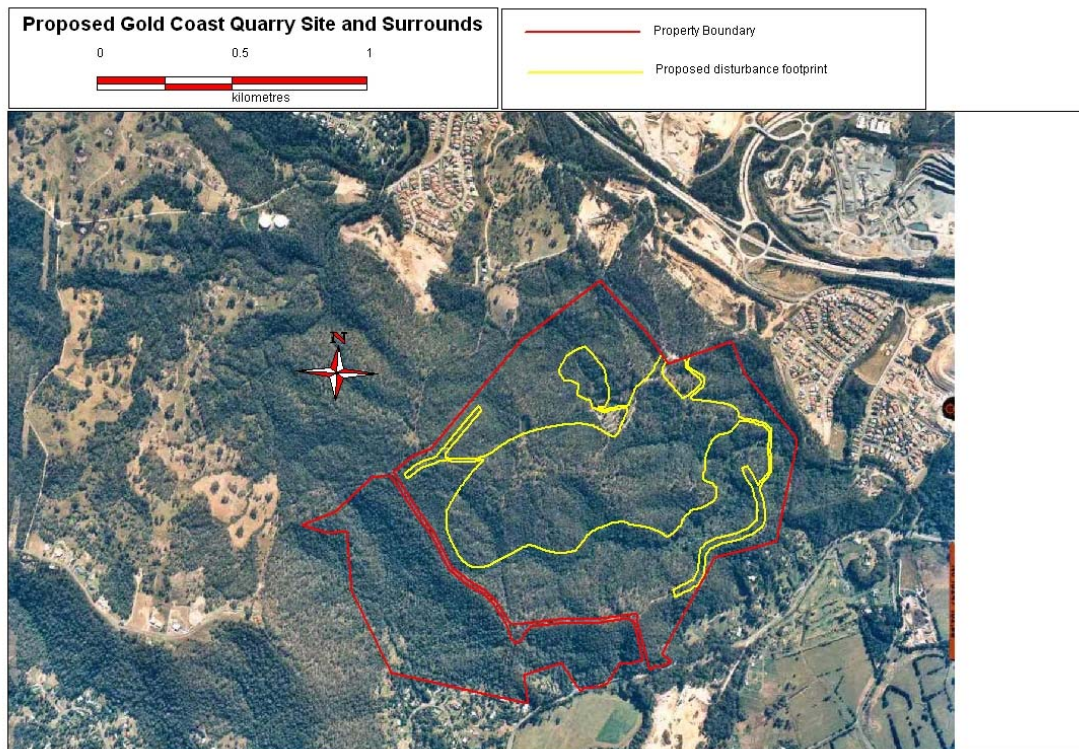 Proposed Gold Coast Quarry Site and Surrounds
0 0.5 1
kilometres
Property Boundary
Proposed disturbance footprint
N